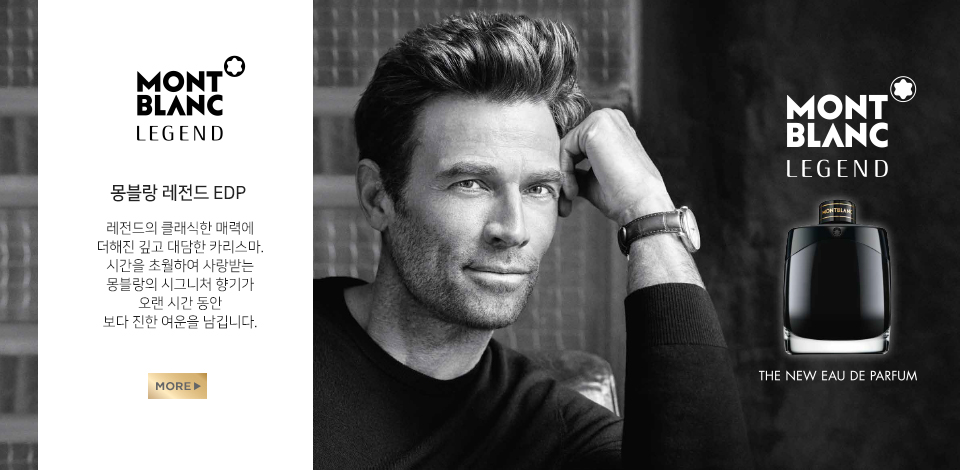 MONT
BLANC
LEGEND
몽블랑 레전드 EDP
레전드의 클래식한 매력에
더해진 깊고 대담한 카리스마.
시간을 초월하여 사랑받는
몽블랑의 시그니처 향기가
오랜 시간 동안
보다 진한 여운을 남깁니다.
MORE
MONT
BLANC
LEGEND
MONTBLANC
THE NEW EAU DE PARFUM